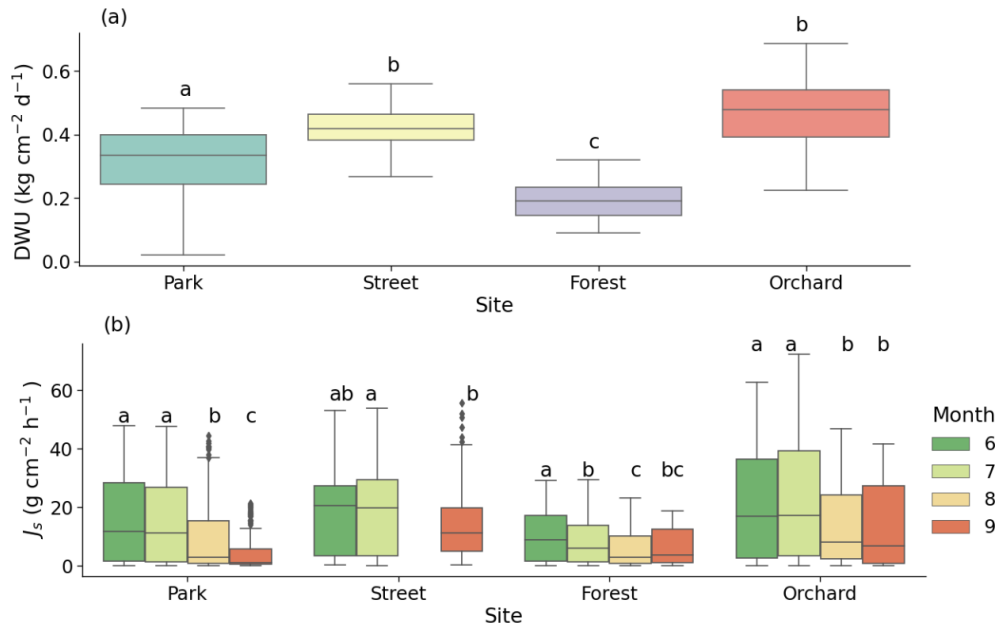 (a)
DWU (kg cm⁻² d⁻¹)
0.6
0.4
0.2
0.0
a
b
c
b
Park Street Forest Orchard
Site
(b)
Jₛ (g cm⁻² h⁻¹ )
60
40
20
0
a a b c
ab a b
a b c bc
a a b b
Park Street Forest Orchard
Site
Month
6
7
8
9